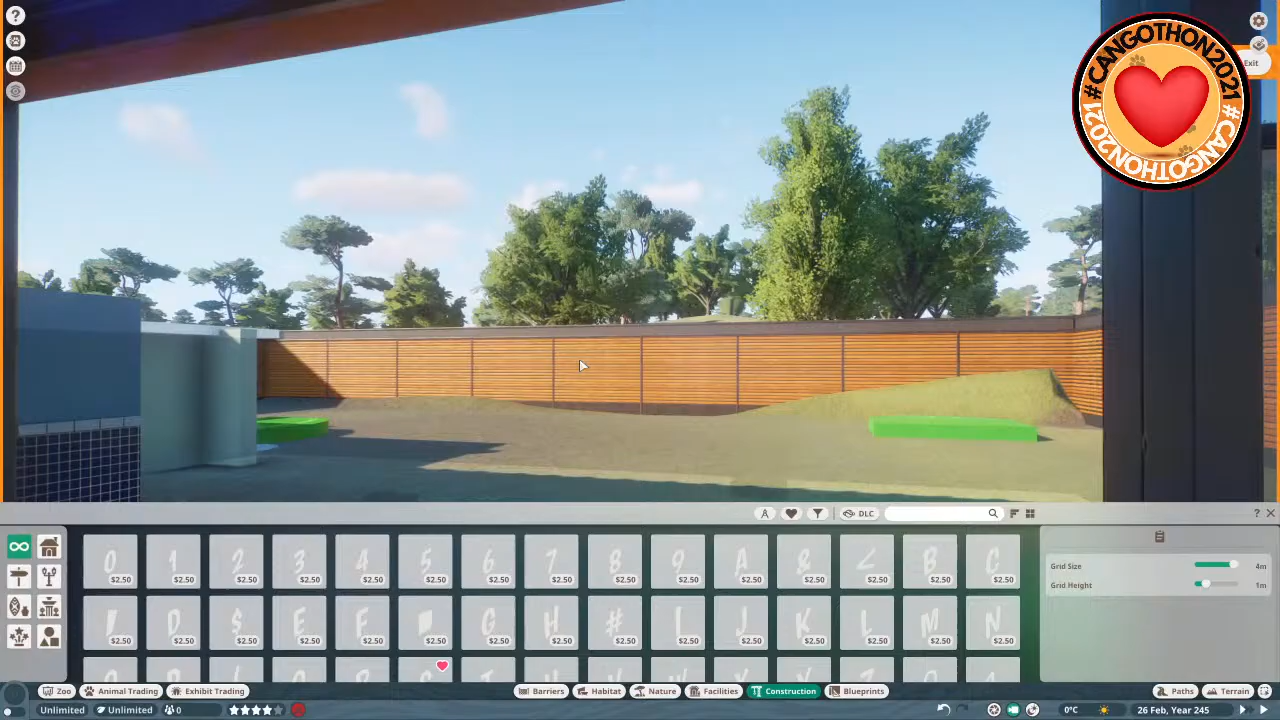 ?
#CANGOTHON2021
#CANGOTHON2021
Exit
A
DLC
?
0 $2.50
1 $2.50
2 $2.50
3 $2.50
4 $2.50
5 $2.50
6 $2.50
7 $2.50
8 $2.50
9 $2.50
A $2.50
& $2.50
< $2.50
B $2.50
C $2.50
$2.50
D $2.50
$ $2.50
E $2.50
F $2.50
$2.50
G $2.50
H $2.50
# $2.50
I $2.50
J $2.50
K $2.50
L $2.50
M $2.50
N $2.50
Grid Size 4m
Grid Height 1m
Zoo Animal Trading Exhibit Trading Barriers Habitat Nature Facilities Construction Blueprints Paths Terrain
Unlimited Unlimited 0 0°C 26 Feb, Year 245